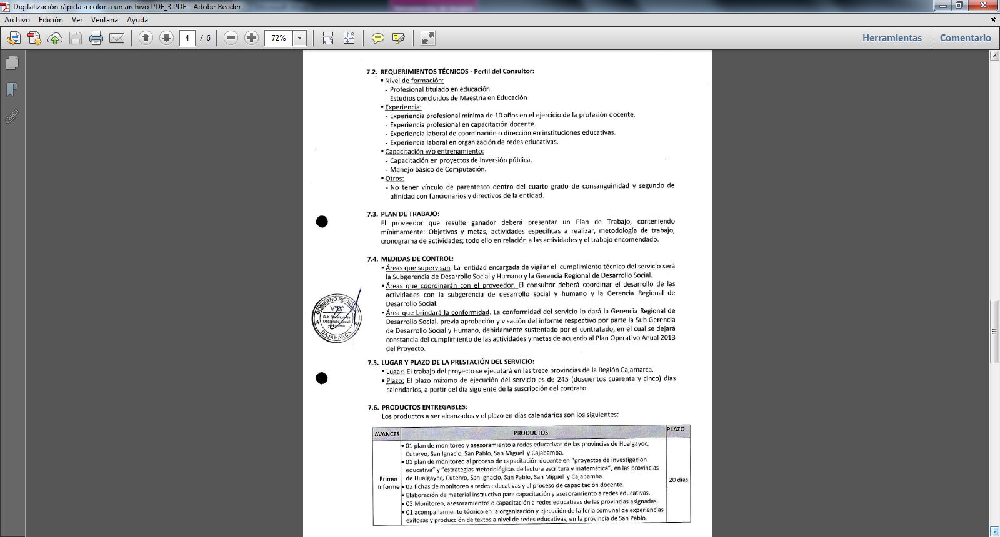 Digitalización rápida a color a un archivo PDF_3.PDF - Adobe Reader
Archivo Edición Ver Ventana Ayuda
4 / 6 72% Herramientas Comentario
7.2. REQUERIMIENTOS TÉCNICOS - Perfil del Consultor:
▪ Nivel de formación:
- Profesional titulado en educación.
- Estudios concluidos de Maestría en Educación
▪ Experiencia:
- Experiencia profesional mínima de 10 años en el ejercicio de la profesión docente.
- Experiencia profesional en capacitación docente.
- Experiencia laboral de coordinación o dirección en instituciones educativas.
- Experiencia laboral en organización de redes educativas.
▪ Capacitación y/o entrenamiento:
- Capacitación en proyectos de inversión pública.
- Manejo básico de Computación.
▪ Otros:
- No tener vínculo de parentesco dentro del cuarto grado de consanguinidad y segundo de
afinidad con funcionarios y directivos de la entidad.
7.3. PLAN DE TRABAJO:
El proveedor que resulte ganador deberá presentar un Plan de Trabajo, conteniendo
mínimamente: Objetivos y metas, actividades específicas a realizar, metodología de trabajo,
cronograma de actividades; todo ello en relación a las actividades y el trabajo encomendado.
7.4. MEDIDAS DE CONTROL:
▪ Áreas que supervisan. La entidad encargada de vigilar el cumplimiento técnico del servicio será
la Subgerencia de Desarrollo Social y Humano y la Gerencia Regional de Desarrollo Social.
▪ Áreas que coordinarán con el proveedor. El consultor deberá coordinar el desarrollo de las
actividades con la subgerencia de desarrollo social y humano y la Gerencia Regional de
Desarrollo Social.
▪ Área que brindará la conformidad. La conformidad del servicio lo dará la Gerencia Regional de
Desarrollo Social, previa aprobación y visación del informe respectivo por parte la Sub Gerencia
de Desarrollo Social y Humano, debidamente sustentado por el contratado, en el cual se dejará
constancia del cumplimiento de las actividades y metas de acuerdo al Plan Operativo Anual 2013
del Proyecto.
GOBIERNO REGIONAL
V°B°
Sub Gerencia de
Desarrollo Social
y Humano
CAJAMARCA
7.5. LUGAR Y PLAZO DE LA PRESTACIÓN DEL SERVICIO:
▪ Lugar: El trabajo del proyecto se ejecutará en las trece provincias de la Región Cajamarca.
▪ Plazo: El plazo máximo de ejecución del servicio es de 245 (doscientos cuarenta y cinco) días
calendarios, a partir del día siguiente de la suscripción del contrato.
7.6. PRODUCTOS ENTREGABLES:
Los productos a ser alcanzados y el plazo en días calendarios son los siguientes:
AVANCES PRODUCTOS PLAZO
Primer
informe
• 01 plan de monitoreo y asesoramiento a redes educativas de las provincias de Hualgayoc,
Cutervo, San Ignacio, San Pablo, San Miguel y Cajabamba.
• 01 plan de monitoreo al proceso de capacitación docente en "proyectos de investigación
educativa" y "estrategias metodológicas de lectura escritura y matemática", en las provincias
de Hualgayoc, Cutervo, San Ignacio, San Pablo, San Miguel y Cajabamba.
• 02 fichas de monitoreo a redes educativas y al proceso de capacitación docente.
• Elaboración de material instructivo para capacitación y asesoramiento a redes educativas.
• 03 Monitoreo, asesoramientos o capacitación a redes educativas de las provincias asignadas.
• 01 acompañamiento técnico en la organización y ejecución de la feria comunal de experiencias
exitosas y producción de textos a nivel de redes educativas, en la provincia de San Pablo.
20 días